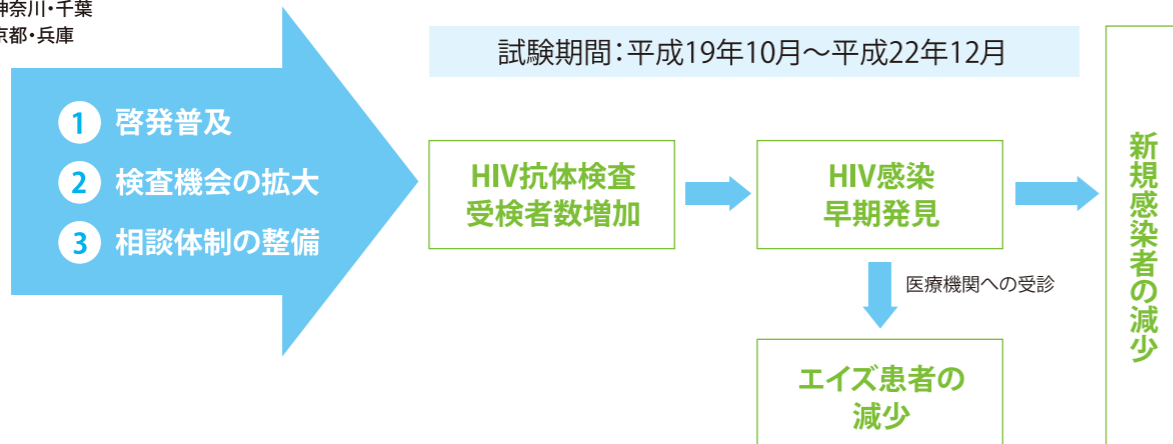 神奈川・千葉
京都・兵庫
試験期間：平成19年10月～平成22年12月
1 啓発普及
2 検査機会の拡大
3 相談体制の整備
HIV抗体検査
受検者数増加
HIV感染
早期発見
医療機関への受診
エイズ患者の
減少
新規感染者の減少